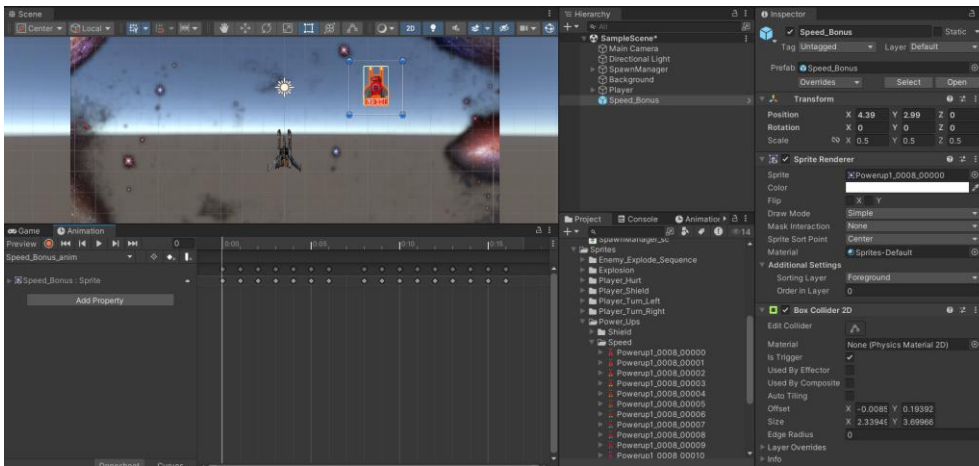 Scene
Center
Local
2D
Game
Animation
Preview
0
0:00
0:05
0:10
0:15
Speed_Bonus_anim
Speed_Bonus : Sprite
Add Property
Dopesheet
Curves
Hierarchy
All
SampleScene*
Main Camera
Directional Light
SpawnManager
Background
Player
Speed_Bonus
Project
Console
Animation
14
SpawnManager_sc
Sprites
Enemy_Explode_Sequence
Explosion
Player_Hurt
Player_Shield
Player_Turn_Left
Player_Turn_Right
Power_Ups
Shield
Speed
Powerup1_0008_00000
Powerup1_0008_00001
Powerup1_0008_00002
Powerup1_0008_00003
Powerup1_0008_00004
Powerup1_0008_00005
Powerup1_0008_00006
Powerup1_0008_00007
Powerup1_0008_00008
Powerup1_0008_00009
Powerup1_0008_00010
Inspector
Speed_Bonus
Static
Tag Untagged Layer Default
Prefab Speed_Bonus
Overrides Select Open
Transform
Position X 4.39 Y 2.99 Z 0
Rotation X 0 Y 0 Z 0
Scale X 0.5 Y 0.5 Z 0.5
Sprite Renderer
Sprite Powerup1_0008_00000
Color
Flip X Y
Draw Mode Simple
Mask Interaction None
Sprite Sort Point Center
Material Sprites-Default
Additional Settings
Sorting Layer Foreground
Order in Layer 0
Box Collider 2D
Edit Collider
Material None (Physics Material 2D)
Is Trigger
Used By Effector
Used By Composite
Auto Tiling
Offset X -0.0085 Y 0.19392
Size X 2.33949 Y 3.69966
Edge Radius 0
Layer Overrides
Info